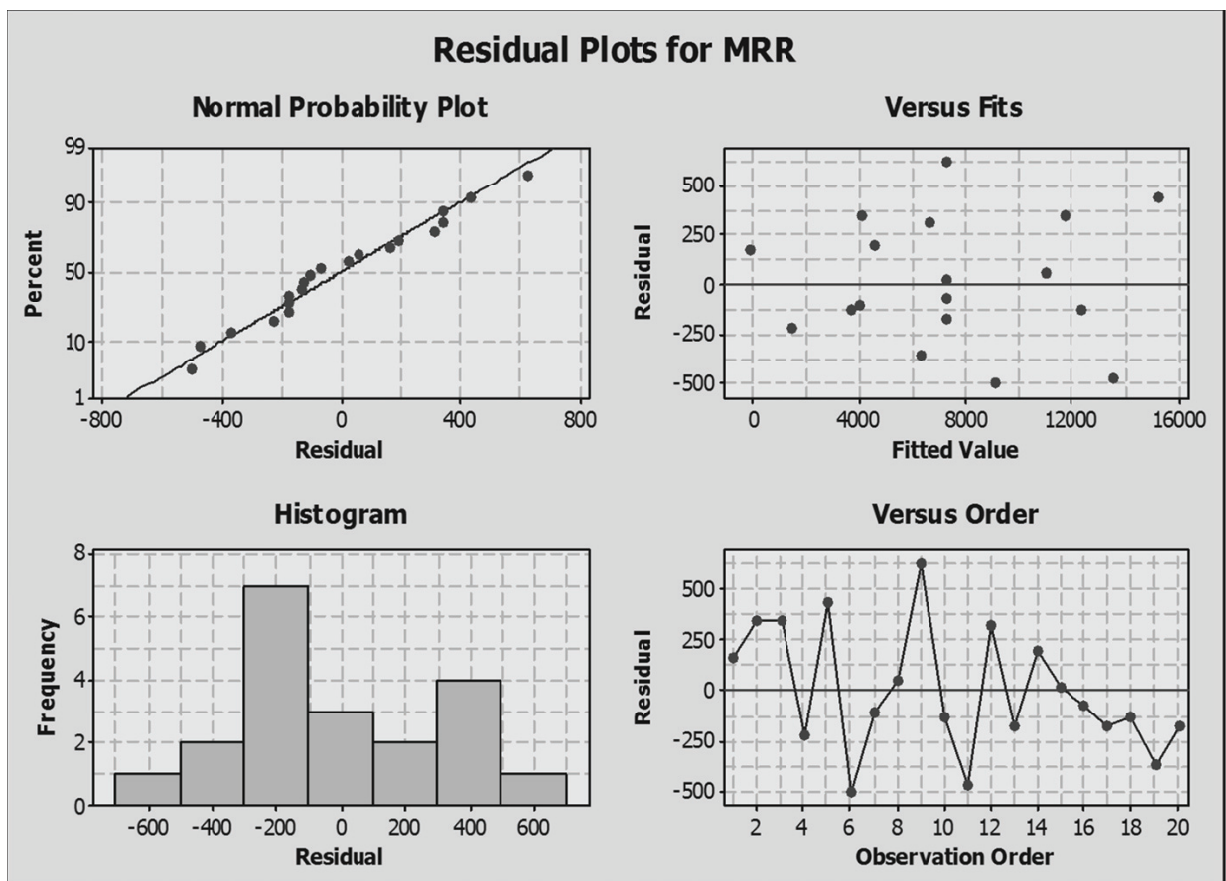 Residual Plots for MRR
Normal Probability Plot
99
90
50
10
1
Percent
-800 -400 0 400 800
Residual
Versus Fits
500
250
0
-250
-500
Residual
0 4000 8000 12000 16000
Fitted Value
Histogram
8
6
4
2
0
Frequency
-600 -400 -200 0 200 400 600
Residual
Versus Order
500
250
0
-250
-500
Residual
2 4 6 8 10 12 14 16 18 20
Observation Order